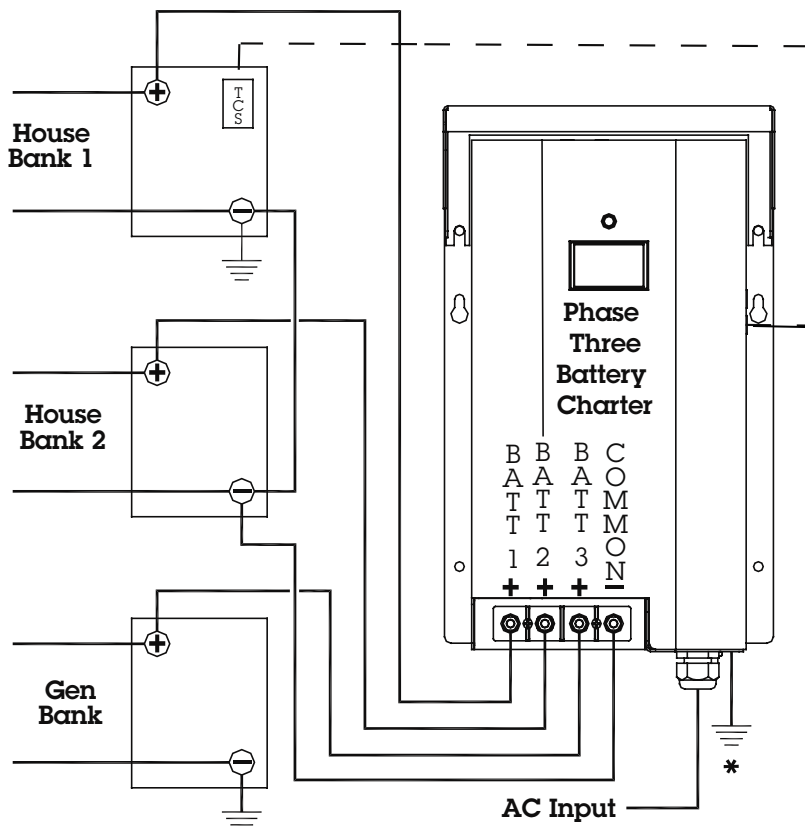 TCS
+
House
Bank 1
−
+
House
Bank 2
−
+
Gen
Bank
−
Phase
Three
Battery
Charter
BATT 1 +
BATT 2 +
BATT 3 +
COMMON −
*
AC Input